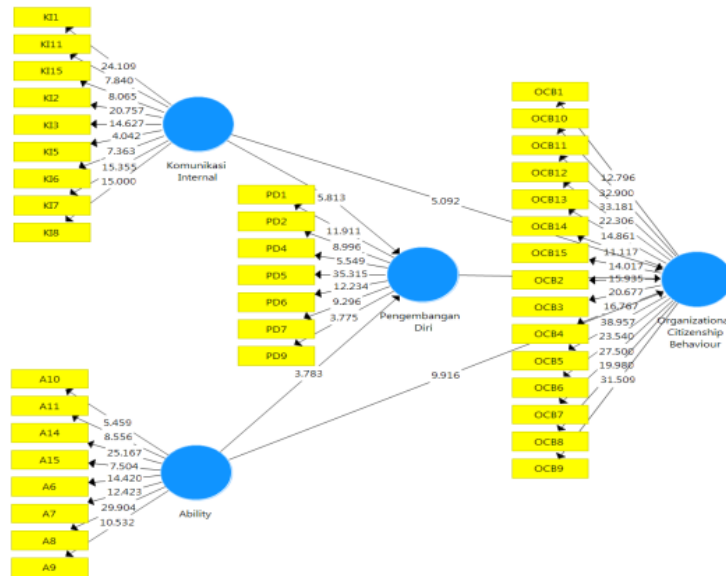 KI1
KI11
KI15
KI2
KI3
KI5
KI6
KI7
KI8
24.109
7.840
8.065
20.757
14.627
4.042
7.363
15.355
15.000
Komunikasi
Internal
5.813
5.092
PD1
PD2
PD4
PD5
PD6
PD7
PD9
11.911
8.996
5.549
35.315
12.234
9.296
3.775
Pengembangan
Diri
3.783
9.916
A10
A11
A14
A15
A6
A7
A8
A9
5.459
8.556
25.167
7.504
14.420
12.423
29.904
10.532
Ability
OCB1
OCB10
OCB11
OCB12
OCB13
OCB14
OCB15
OCB2
OCB3
OCB4
OCB5
OCB6
OCB7
OCB8
OCB9
12.796
32.900
33.181
22.306
14.861
11.117
14.017
20.677
16.767
38.957
23.540
27.500
19.980
31.509
Organizationa
Citizenship
Behaviour